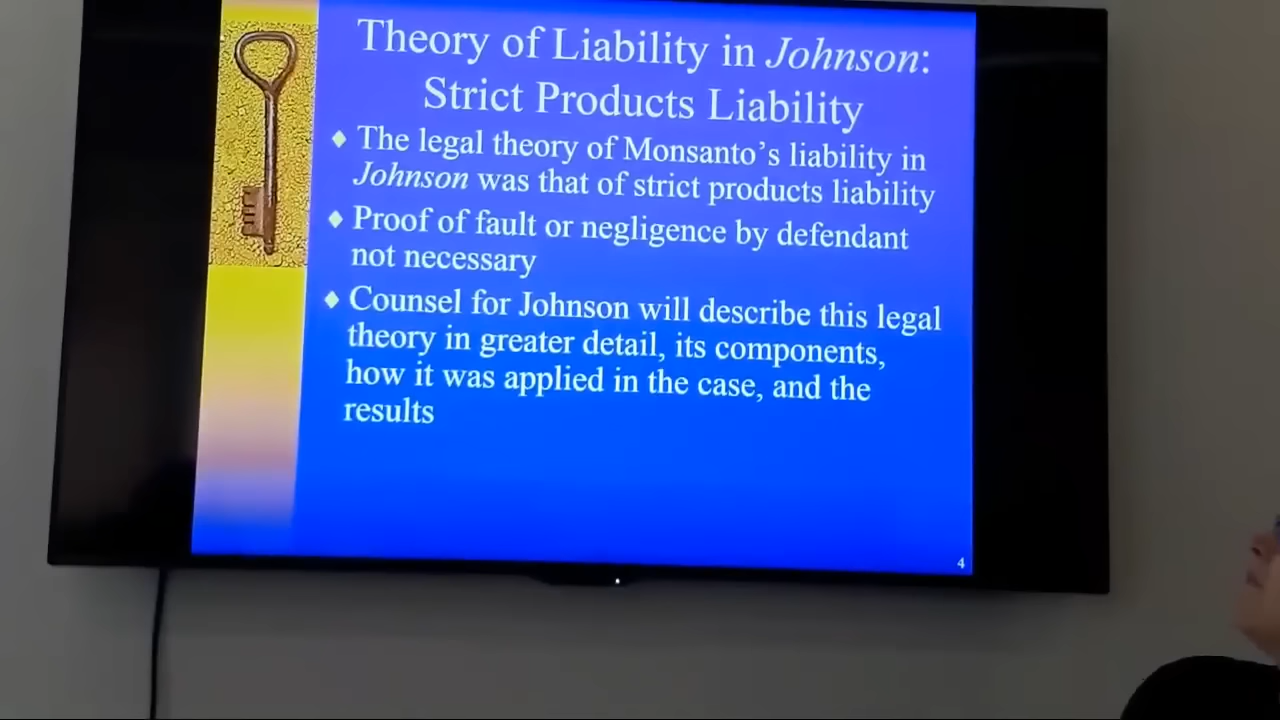 Theory of Liability in Johnson:
Strict Products Liability
♦ The legal theory of Monsanto’s liability in
Johnson was that of strict products liability
♦ Proof of fault or negligence by defendant
not necessary
♦ Counsel for Johnson will describe this legal
theory in greater detail, its components,
how it was applied in the case, and the
results
4